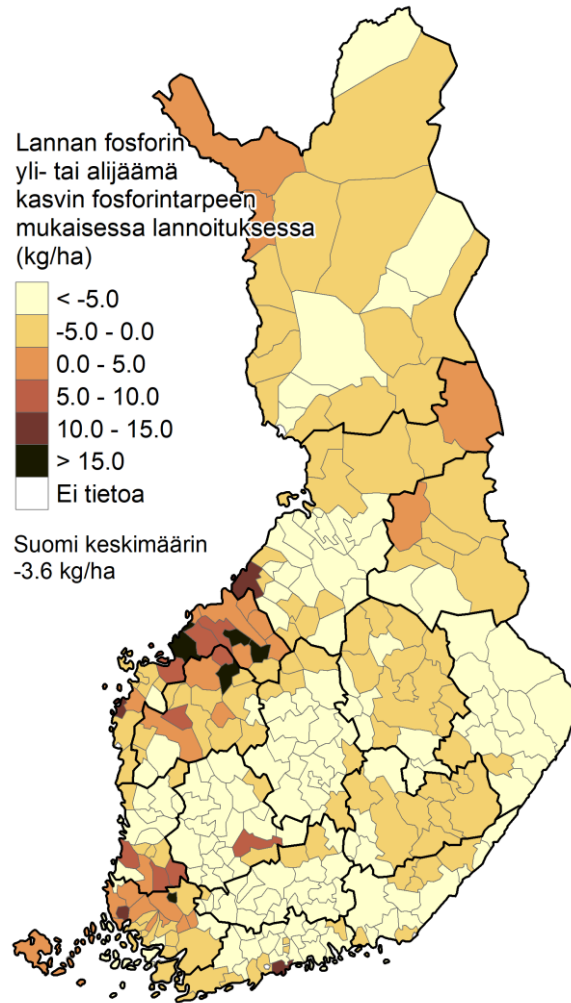 Lannan fosforin
yli- tai alijäämä
kasvin fosforintarpeen
mukaisessa lannoituksessa
(kg/ha)
< -5.0
-5.0 - 0.0
0.0 - 5.0
5.0 - 10.0
10.0 - 15.0
> 15.0
Ei tietoa
Suomi keskimäärin
-3.6 kg/ha